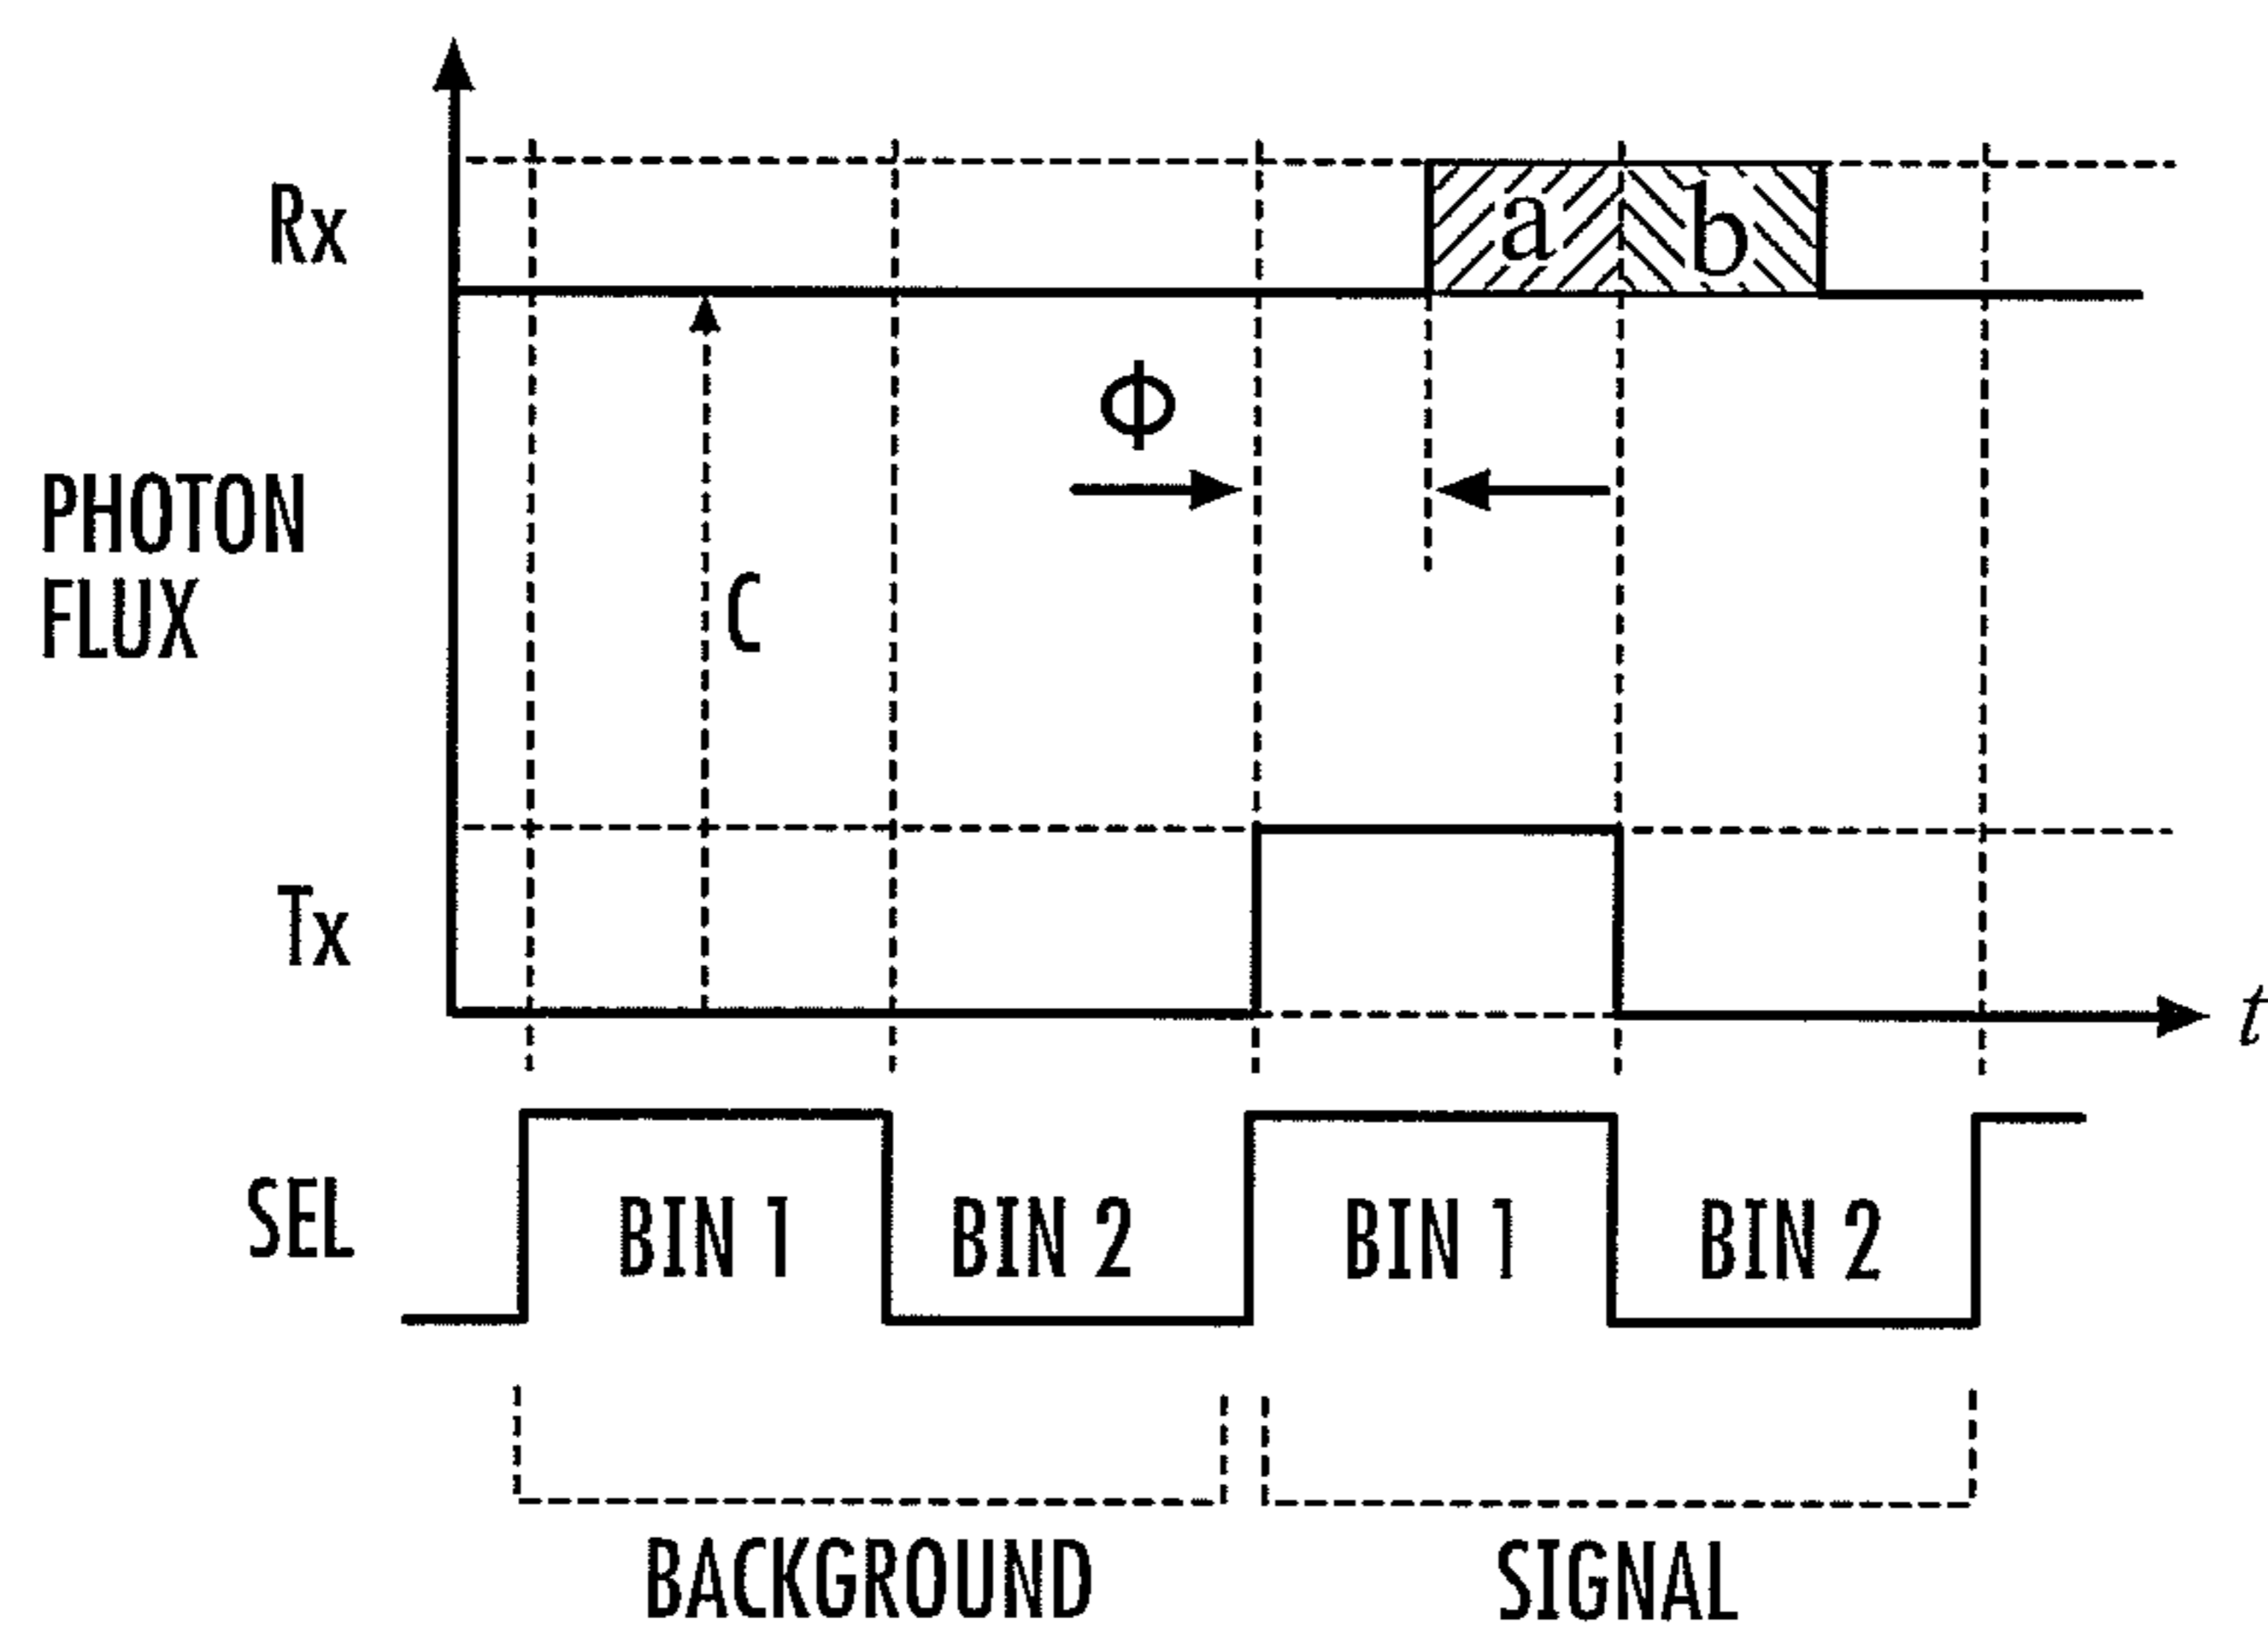 Rx
a b
Φ
PHOTON
FLUX
C
Tx
t
SEL
BIN 1 BIN 2 BIN 1 BIN 2
BACKGROUND SIGNAL